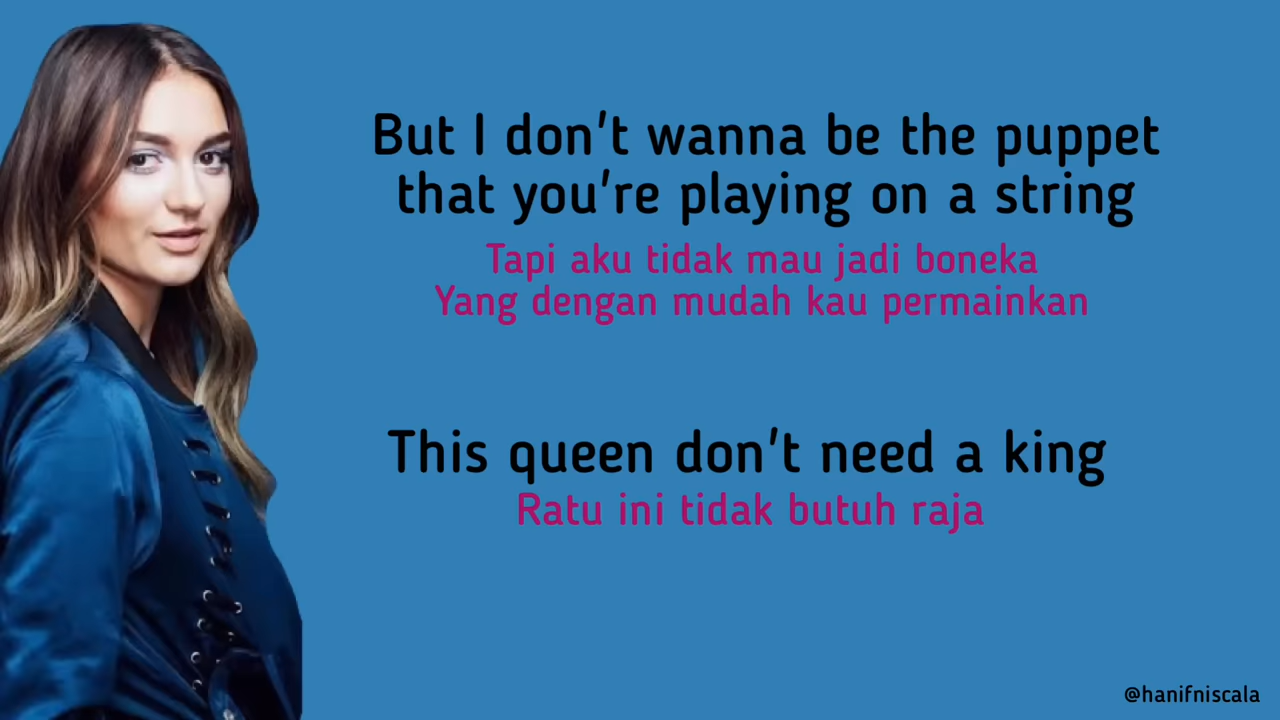 But I don't wanna be the puppet
that you're playing on a string
Tapi aku tidak mau jadi boneka
Yang dengan mudah kau permainkan
This queen don't need a king
Ratu ini tidak butuh raja
@hanifniscala